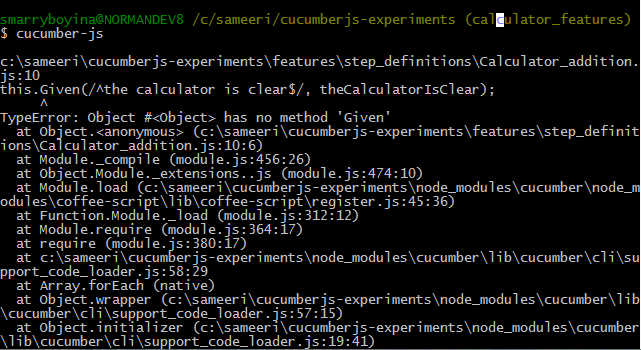 smarryboyina@NORMANDEV8 /c/sameeri/cucumberjs-experiments (calculator_features)
$ cucumber-js
c:\sameeri\cucumberjs-experiments\features\step_definitions\Calculator_addition.
js:10
this.Given(/^the calculator is clear$/, theCalculatorIsClear);
^
TypeError: Object #<Object> has no method 'Given'
at Object.<anonymous> (c:\sameeri\cucumberjs-experiments\features\step_definit
ions\Calculator_addition.js:10:6)
at Module._compile (module.js:456:26)
at Object.Module._extensions..js (module.js:474:10)
at Module.load (c:\sameeri\cucumberjs-experiments\node_modules\cucumber\node_m
odules\coffee-script\lib\coffee-script\register.js:45:36)
at Function.Module._load (module.js:312:12)
at Module.require (module.js:364:17)
at require (module.js:380:17)
at c:\sameeri\cucumberjs-experiments\node_modules\cucumber\lib\cucumber\cli\su
pport_code_loader.js:58:29
at Array.forEach (native)
at Object.wrapper (c:\sameeri\cucumberjs-experiments\node_modules\cucumber\lib
\cucumber\cli\support_code_loader.js:57:15)
at Object.initializer (c:\sameeri\cucumberjs-experiments\node_modules\cucumber
\lib\cucumber\cli\support_code_loader.js:19:41)